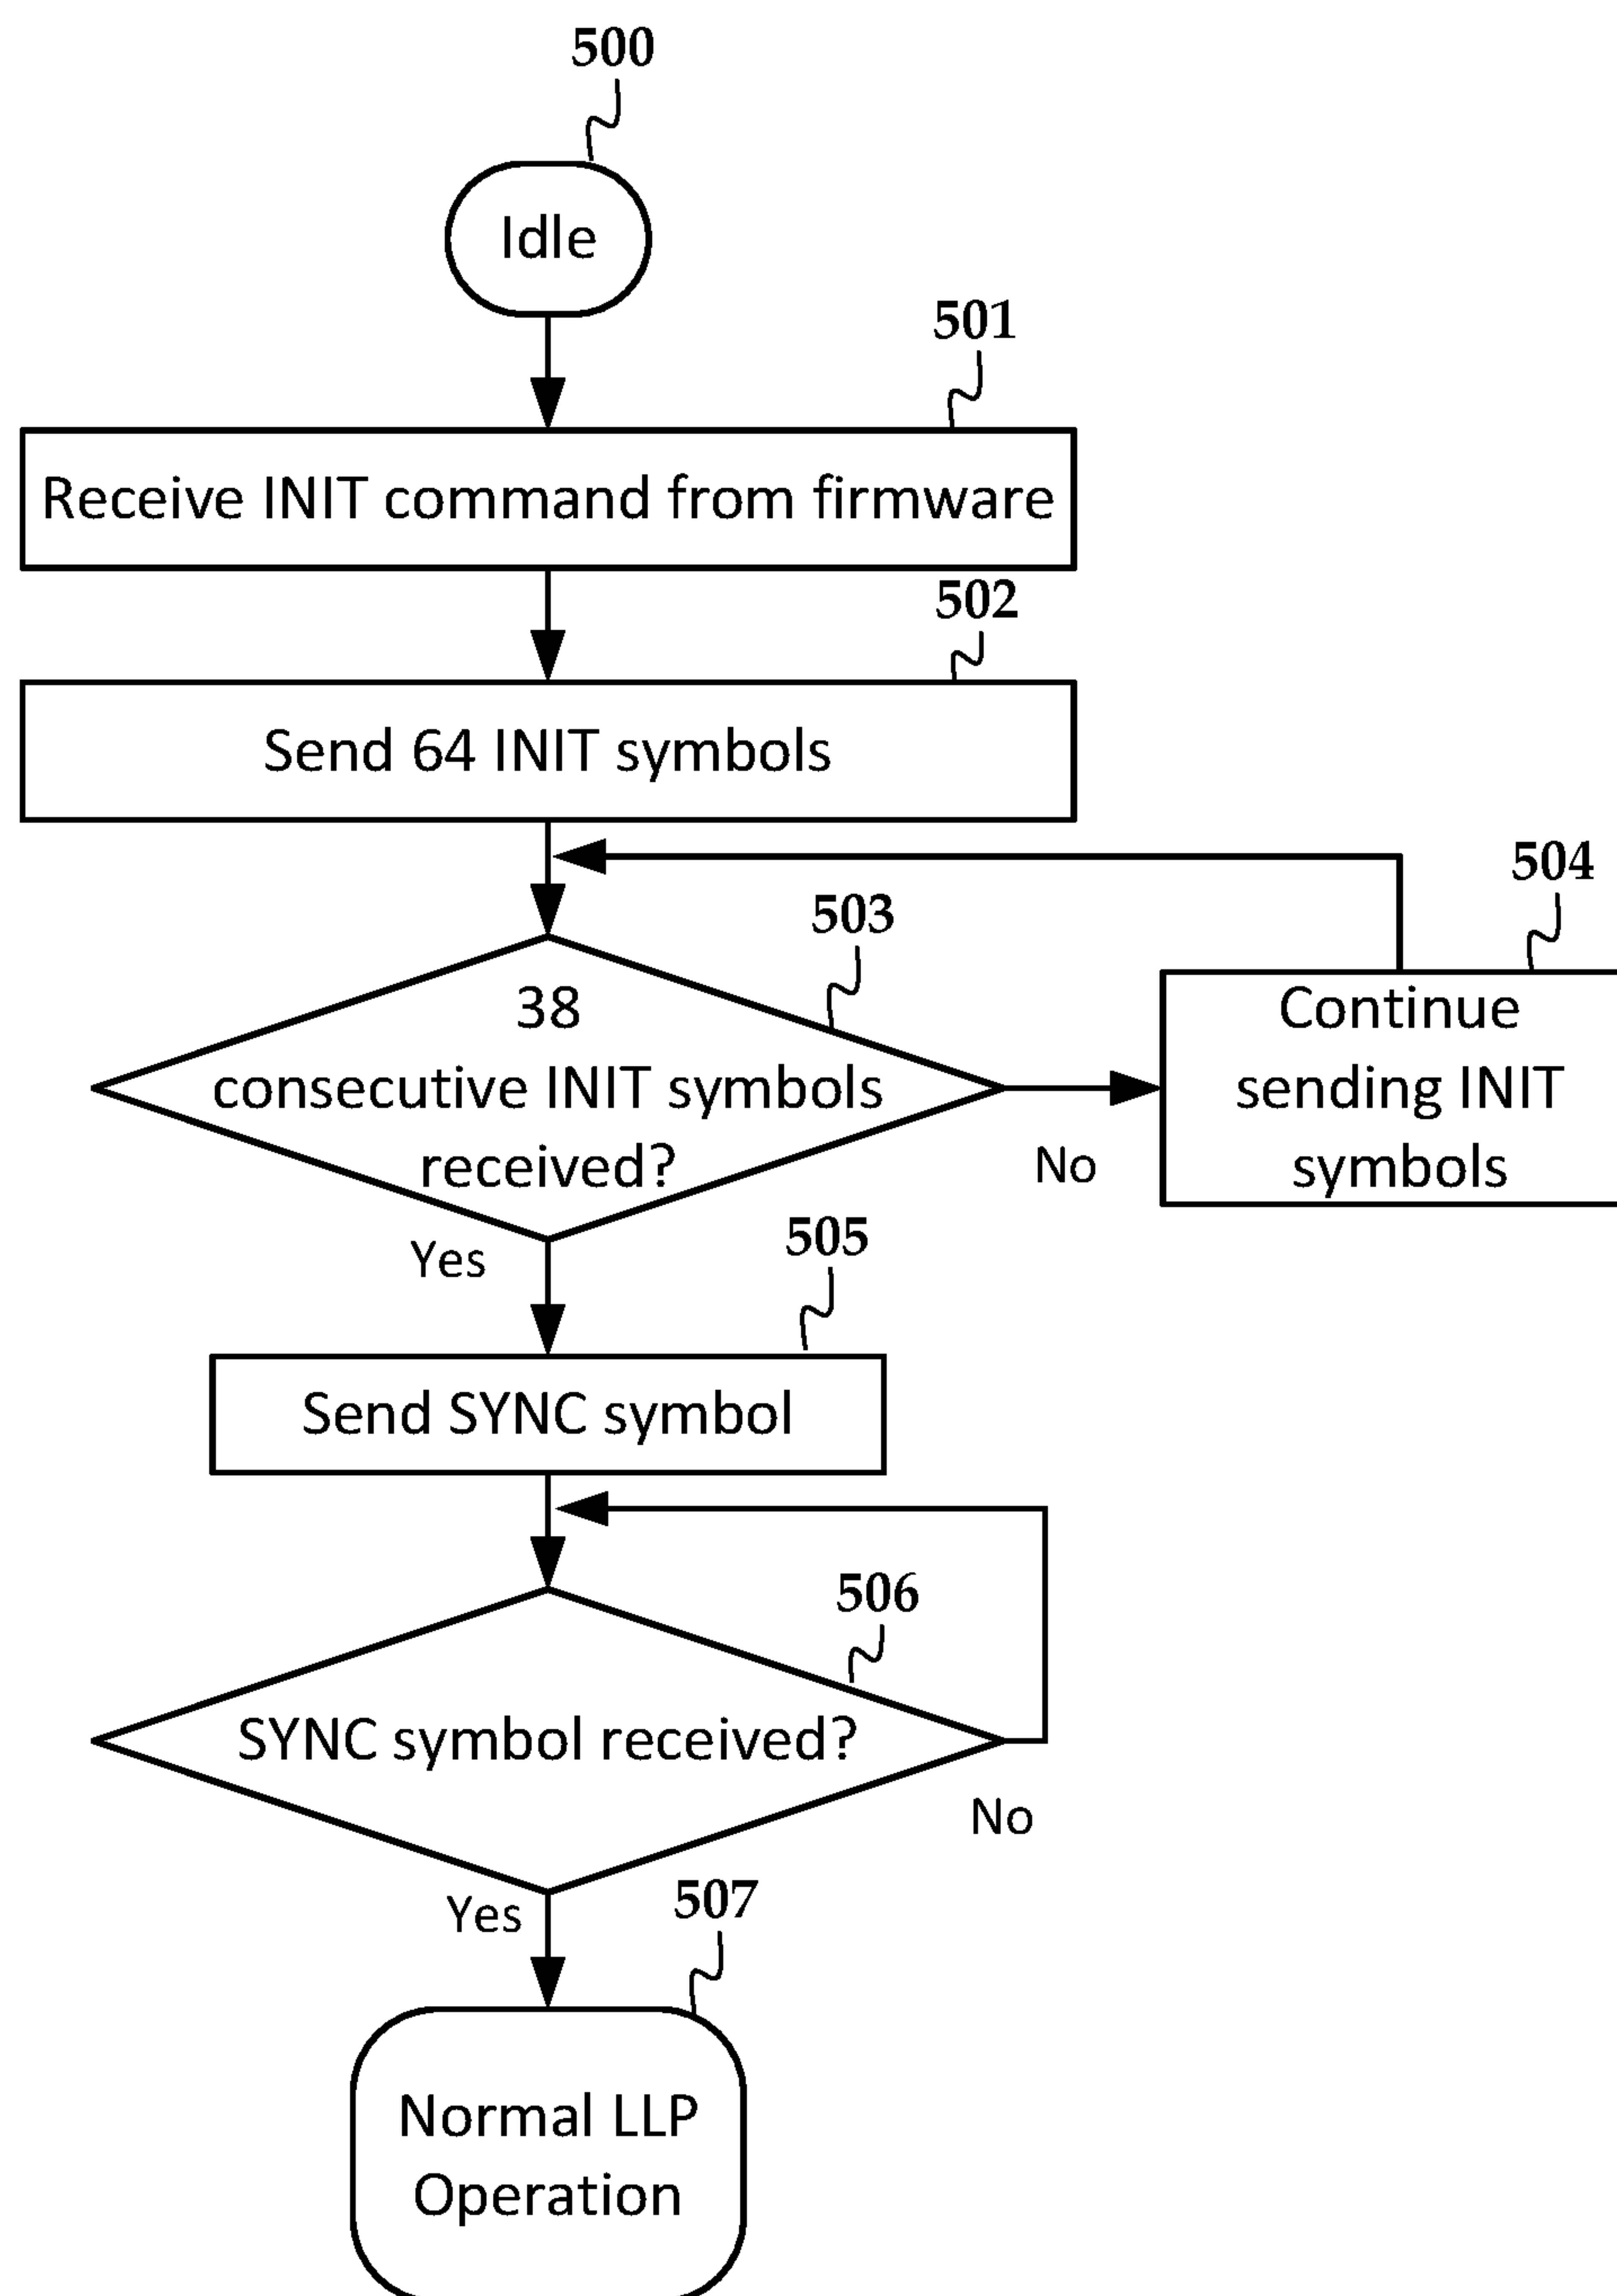 500
Idle
501
Receive INIT command from firmware
502
Send 64 INIT symbols
503
38
consecutive INIT symbols
received?
No
504
Continue
sending INIT
symbols
Yes
505
Send SYNC symbol
506
SYNC symbol received?
No
Yes
507
Normal LLP
Operation